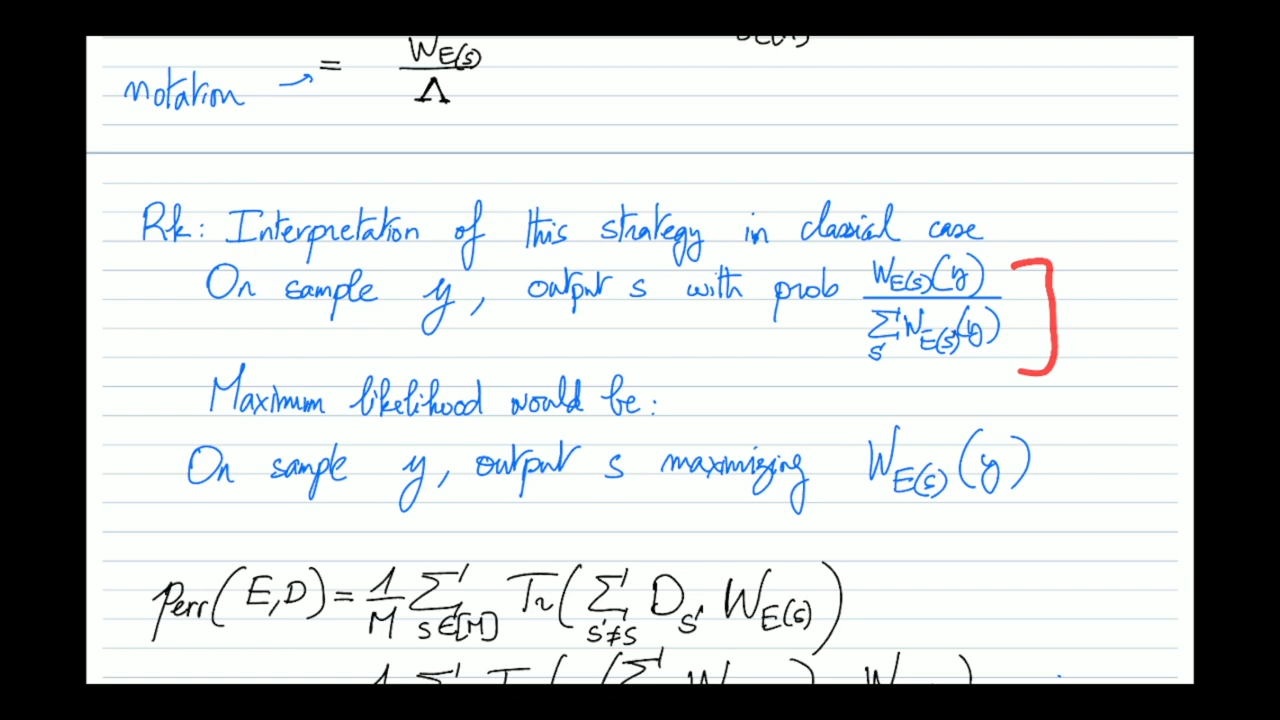 notation → = W_E(s) / Λ
Rk: Interpretation of this strategy in classical case
On sample y, output s with prob W_E(s)(y) / Σ_s' W_E(s')(y)
Maximum likelihood would be:
On sample y, output s maximizing W_E(s)(y)
Perr(E,D) = 1/M Σ_{s∈[M]} Tr(Σ_{s'≠s} D_s' W_E(s))